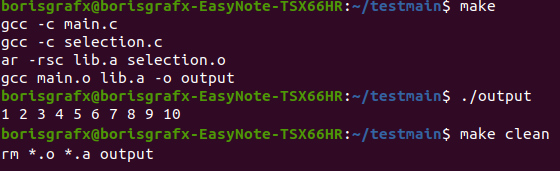 borisgrafx@borisgrafx-EasyNote-TSX66HR:~/testmain$ make
gcc -c main.c
gcc -c selection.c
ar -rsc lib.a selection.o
gcc main.o lib.a -o output
borisgrafx@borisgrafx-EasyNote-TSX66HR:~/testmain$ ./output
1 2 3 4 5 6 7 8 9 10
borisgrafx@borisgrafx-EasyNote-TSX66HR:~/testmain$ make clean
rm *.o *.a output